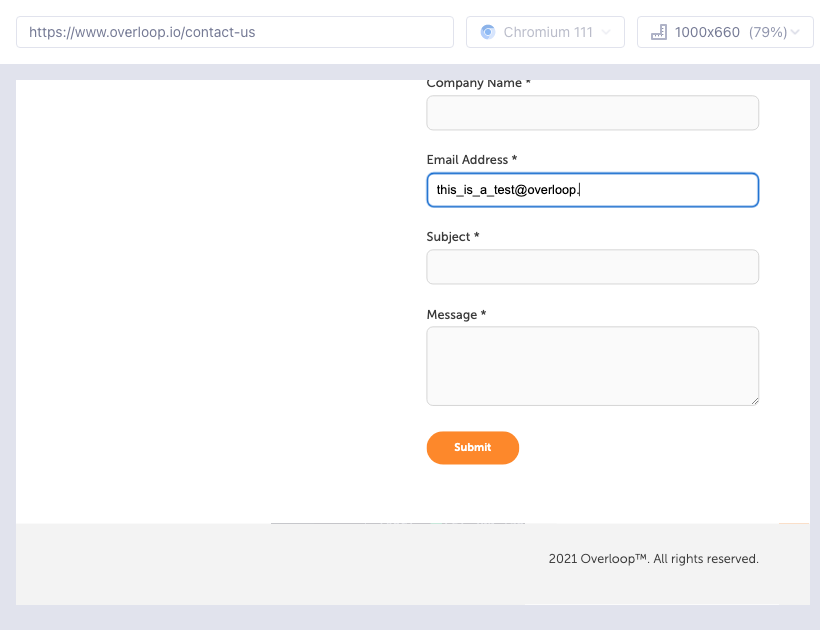 https://www.overloop.io/contact-us
Chromium 111
1000x660 (79%)
Company Name *
Email Address *
this_is_a_test@overloop.
Subject *
Message *
Submit
2021 Overloop™. All rights reserved.